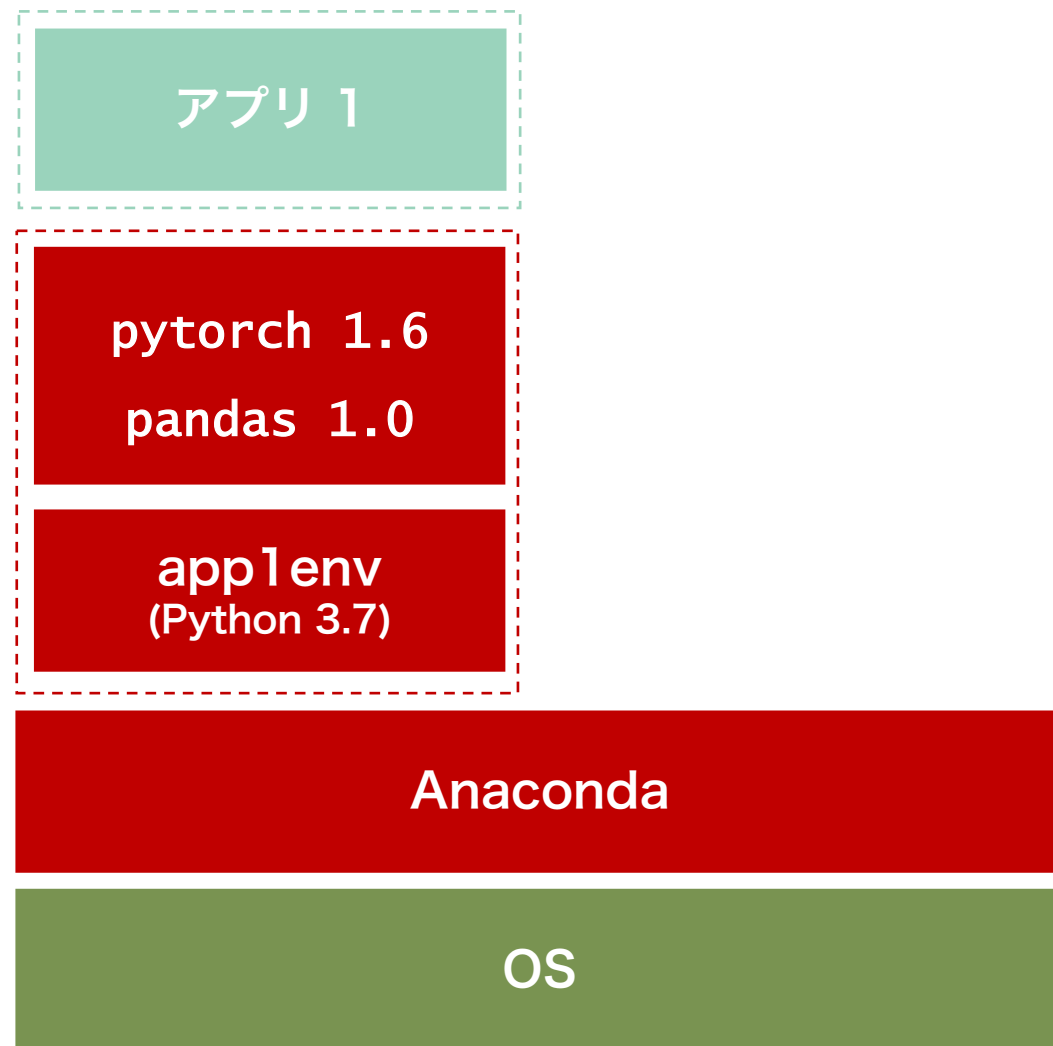 アプリ 1
pytorch 1.6
pandas 1.0
app1env
(Python 3.7)
Anaconda
OS